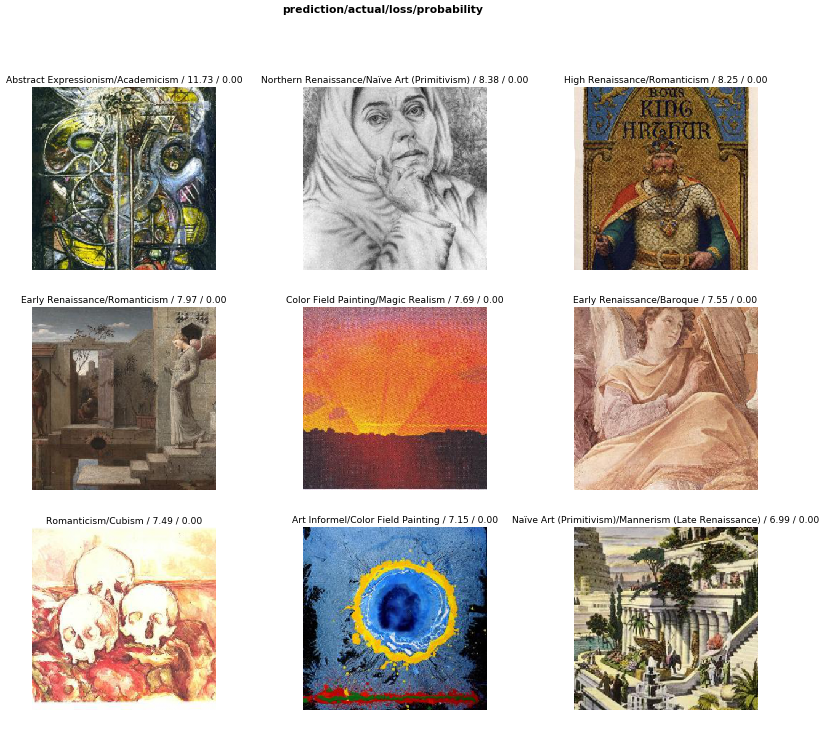 prediction/actual/loss/probability
Abstract Expressionism/Academicism / 11.73 / 0.00
Northern Renaissance/Naïve Art (Primitivism) / 8.38 / 0.00
High Renaissance/Romanticism / 8.25 / 0.00
BOYS
KING
ARTHUR
Early Renaissance/Romanticism / 7.97 / 0.00
Color Field Painting/Magic Realism / 7.69 / 0.00
Early Renaissance/Baroque / 7.55 / 0.00
Romanticism/Cubism / 7.49 / 0.00
Art Informel/Color Field Painting / 7.15 / 0.00
Naïve Art (Primitivism)/Mannerism (Late Renaissance) / 6.99 / 0.00